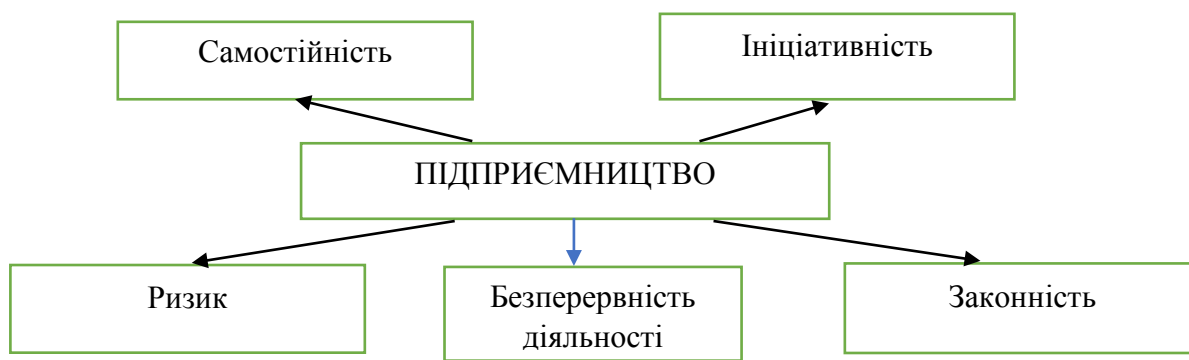 Самостійність
Ініціативність
ПІДПРИЄМНИЦТВО
Ризик
Безперервність
діяльності
Законність